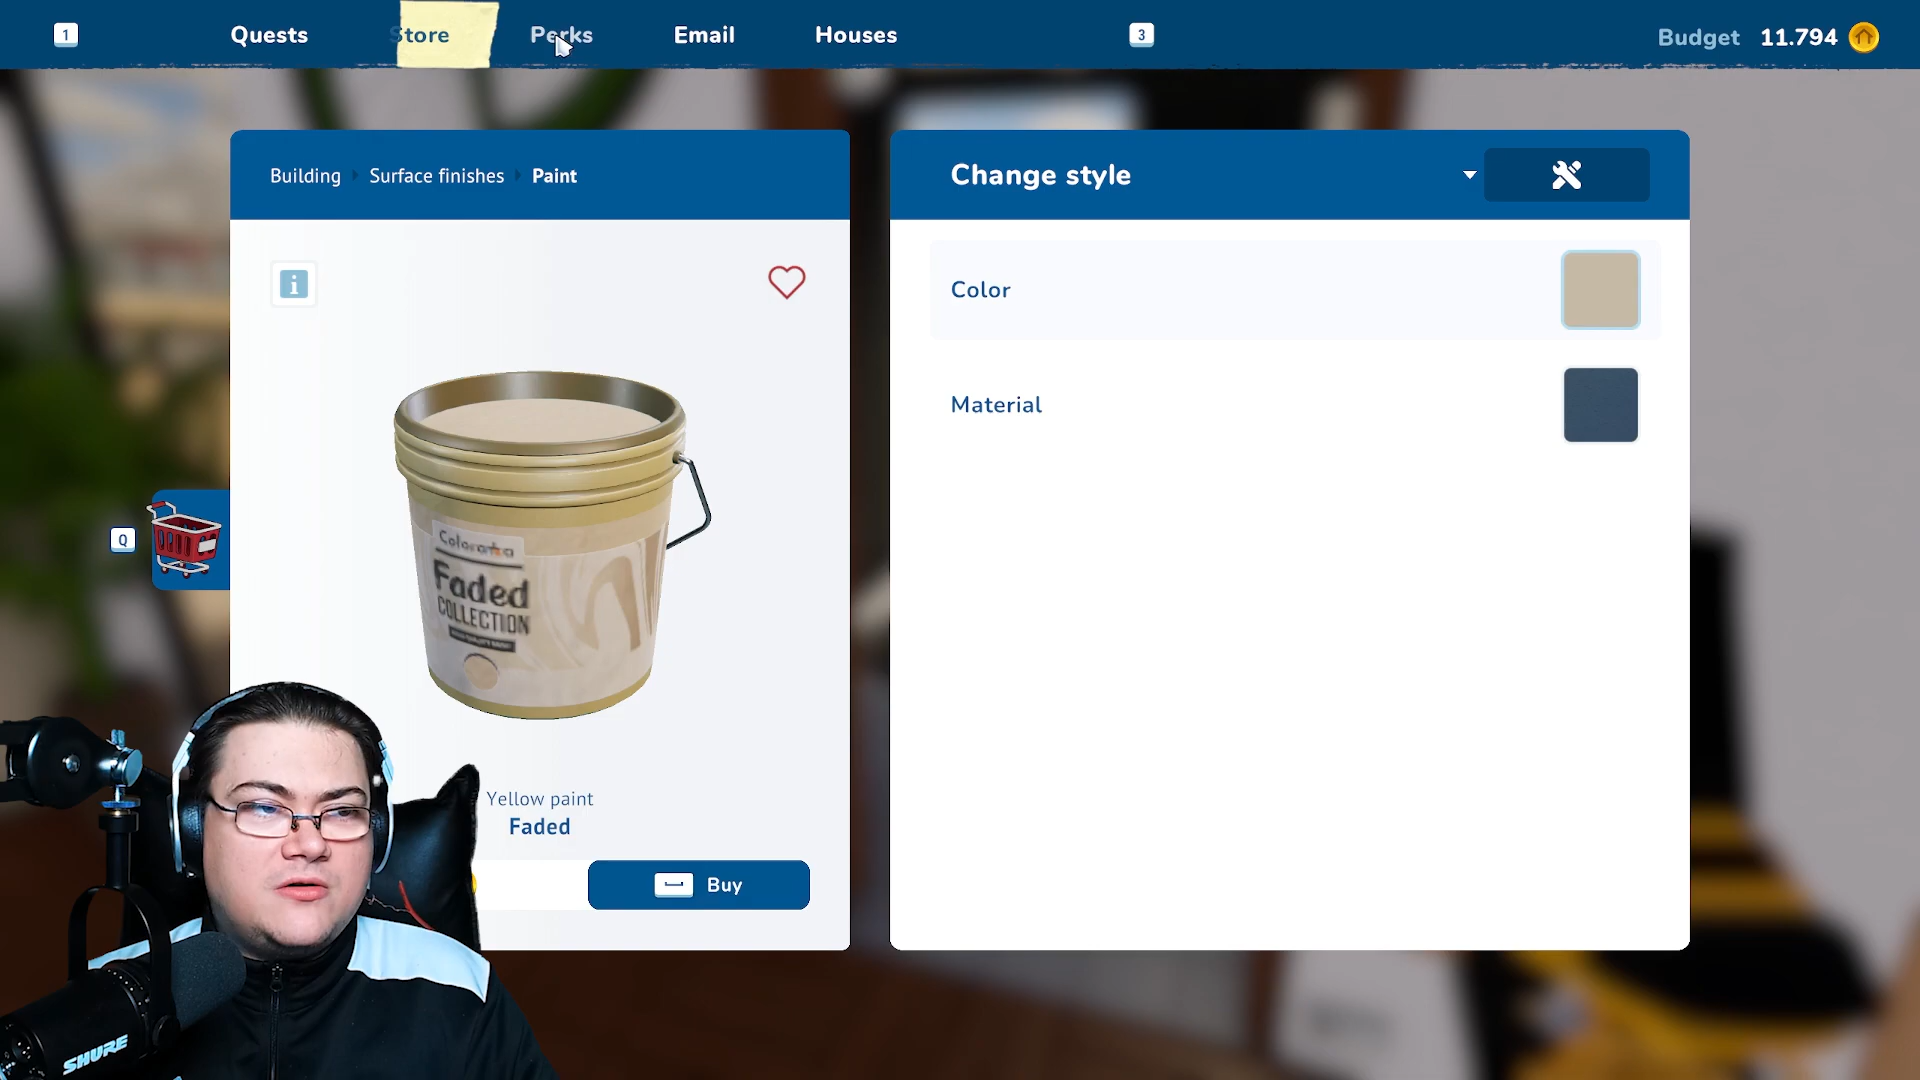 1 Quests Store Perks Email Houses 3 Budget 11.794
Building Surface finishes Paint
Change style
i
Color
Material
Q
Colorama
Faded
COLLECTION
Yellow paint
Faded
Buy
SHURE